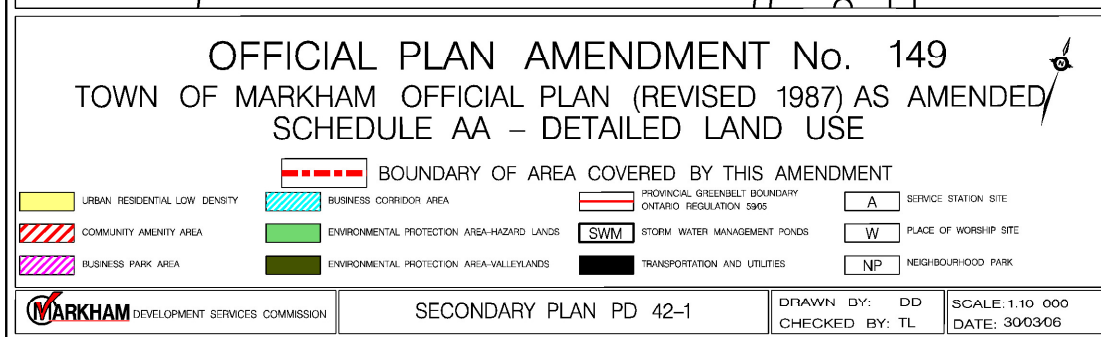 OFFICIAL PLAN AMENDMENT No. 149
TOWN OF MARKHAM OFFICIAL PLAN (REVISED 1987) AS AMENDED
SCHEDULE AA – DETAILED LAND USE
BOUNDARY OF AREA COVERED BY THIS AMENDMENT
URBAN RESIDENTIAL LOW DENSITY
COMMUNITY AMENITY AREA
BUSINESS PARK AREA
BUSINESS CORRIDOR AREA
ENVIRONMENTAL PROTECTION AREA-HAZARD LANDS
ENVIRONMENTAL PROTECTION AREA-VALLEYLANDS
PROVINCIAL GREENBELT BOUNDARY
ONTARIO REGULATION 59/05
SWM STORM WATER MANAGEMENT PONDS
TRANSPORTATION AND UTILITIES
A SERVICE STATION SITE
W PLACE OF WORSHIP SITE
NP NEIGHBOURHOOD PARK
MARKHAM DEVELOPMENT SERVICES COMMISSION
SECONDARY PLAN PD 42-1
DRAWN BY: DD
CHECKED BY: TL
SCALE: 1:10 000
DATE: 30/03/06